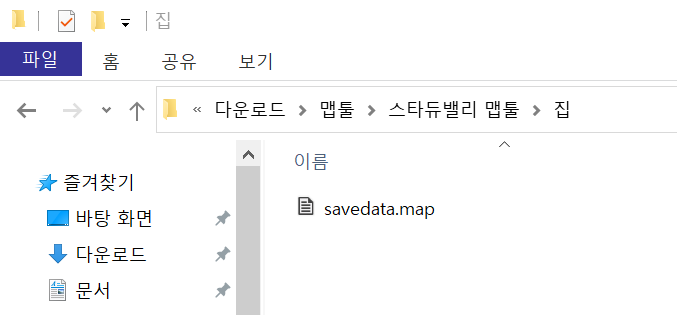 집
파일 홈 공유 보기
« 다운로드 > 맵툴 > 스타듀밸리 맵툴 > 집
이름
즐겨찾기
savedata.map
바탕 화면
다운로드
문서